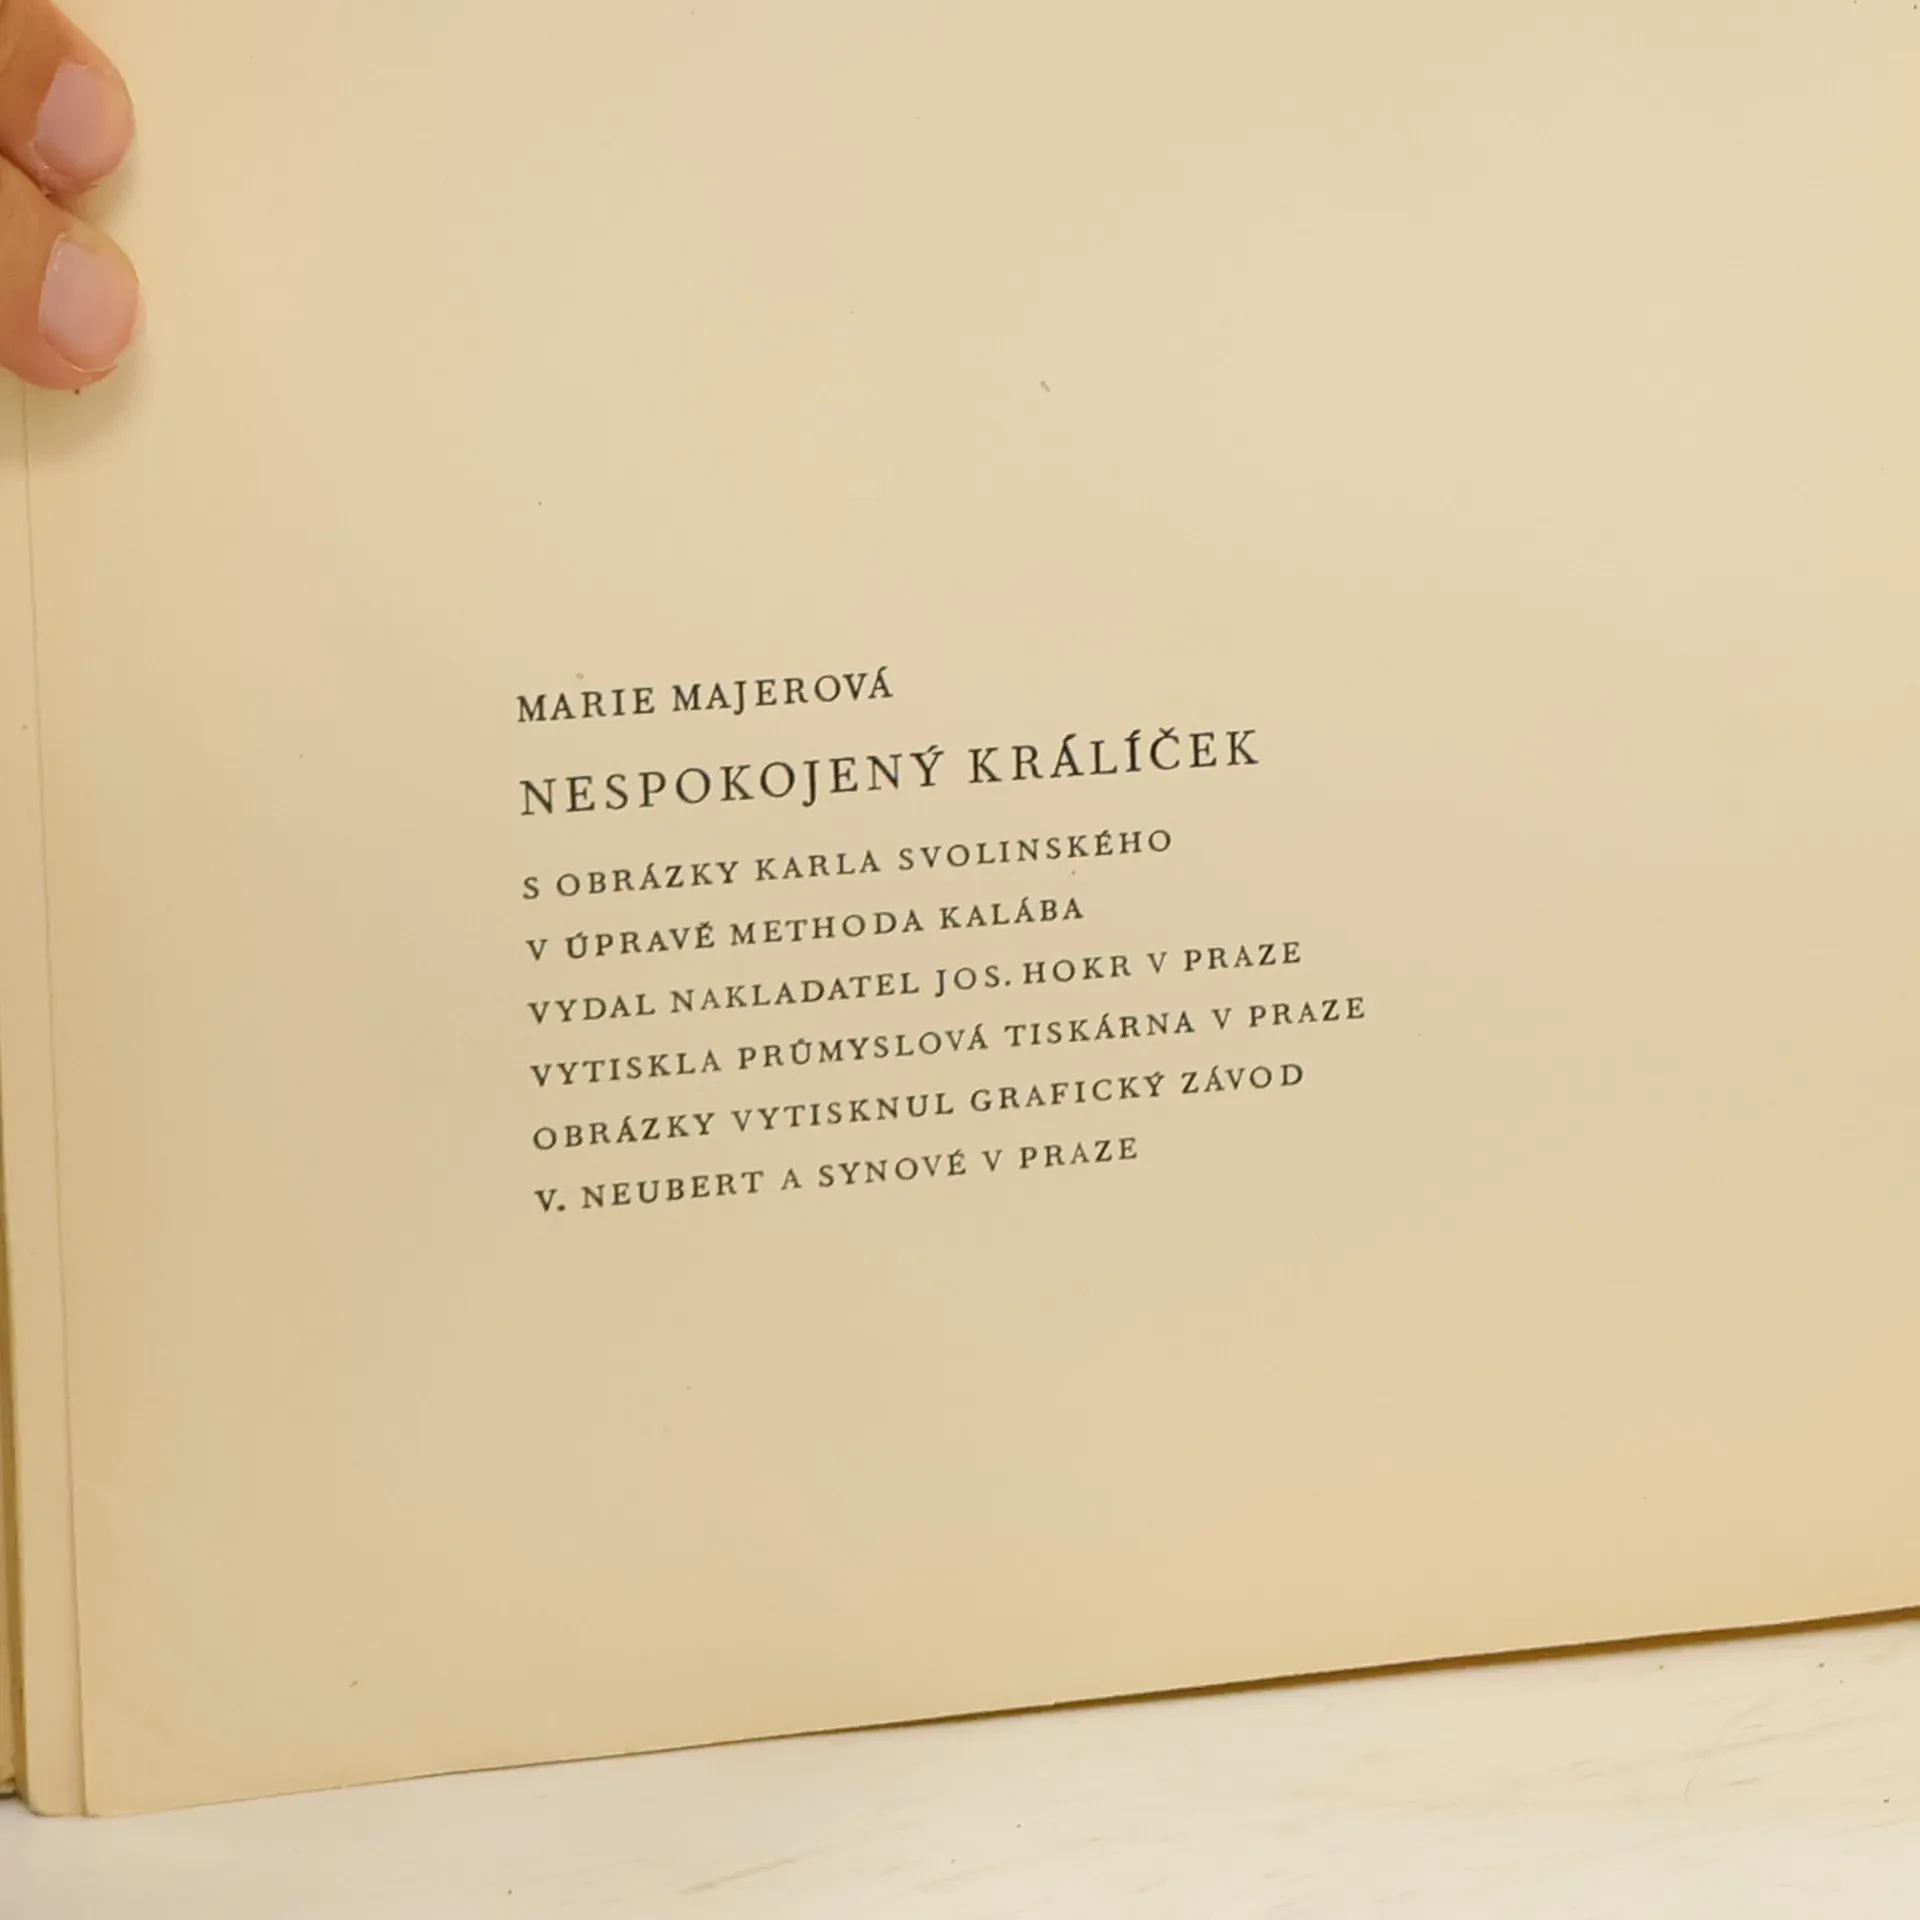 MARIE MAJEROVÁ
NESPOKOJENÝ KRÁLÍČEK
S OBRÁZKY KARLA SVOLINSKÉHO
V ÚPRAVĚ METHODA KALÁBA
VYDAL NAKLADATEL JOS. HOKR V PRAZE
VYTISKLA PRŮMYSLOVÁ TISKÁRNA V PRAZE
OBRÁZKY VYTISKNUL GRAFICKÝ ZÁVOD
V. NEUBERT A SYNOVÉ V PRAZE